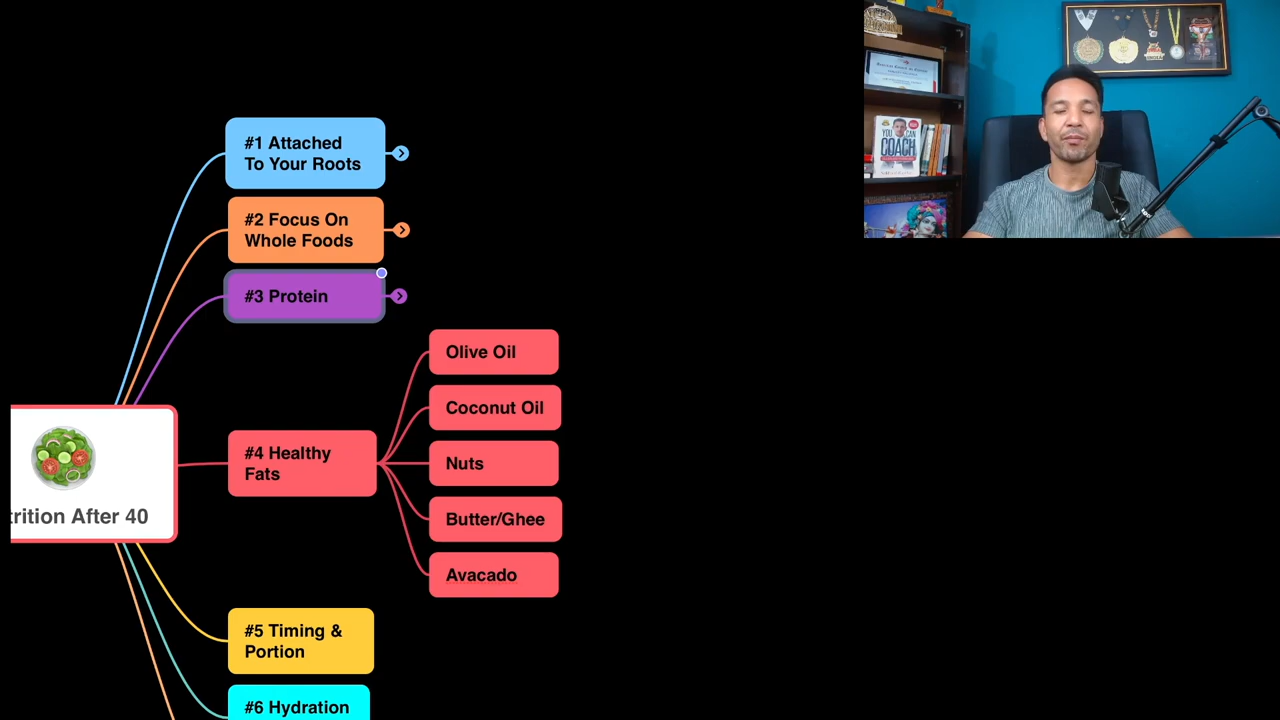 #1 Attached
To Your Roots
#2 Focus On
Whole Foods
#3 Protein
Olive Oil
Coconut Oil
#4 Healthy
Fats
Nuts
Butter/Ghee
Avacado
trition After 40
#5 Timing &
Portion
#6 Hydration
YOU CAN
COACH